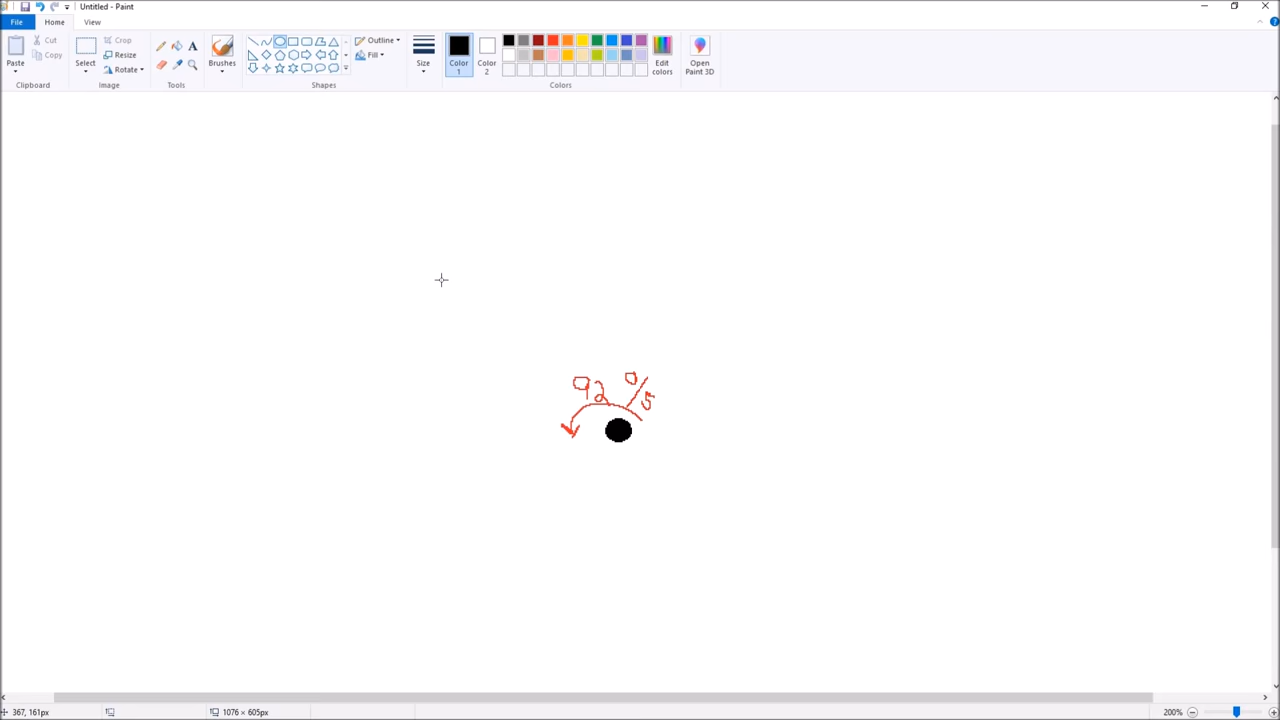 Untitled - Paint
File
Home
View
Paste
Cut
Copy
Clipboard
Select
Crop
Resize
Rotate
Image
Tools
Brushes
Shapes
Outline
Fill
Size
Color
1
Color
2
Edit
colors
Colors
Open
Paint 3D
367, 161px
1076 × 605px
200%